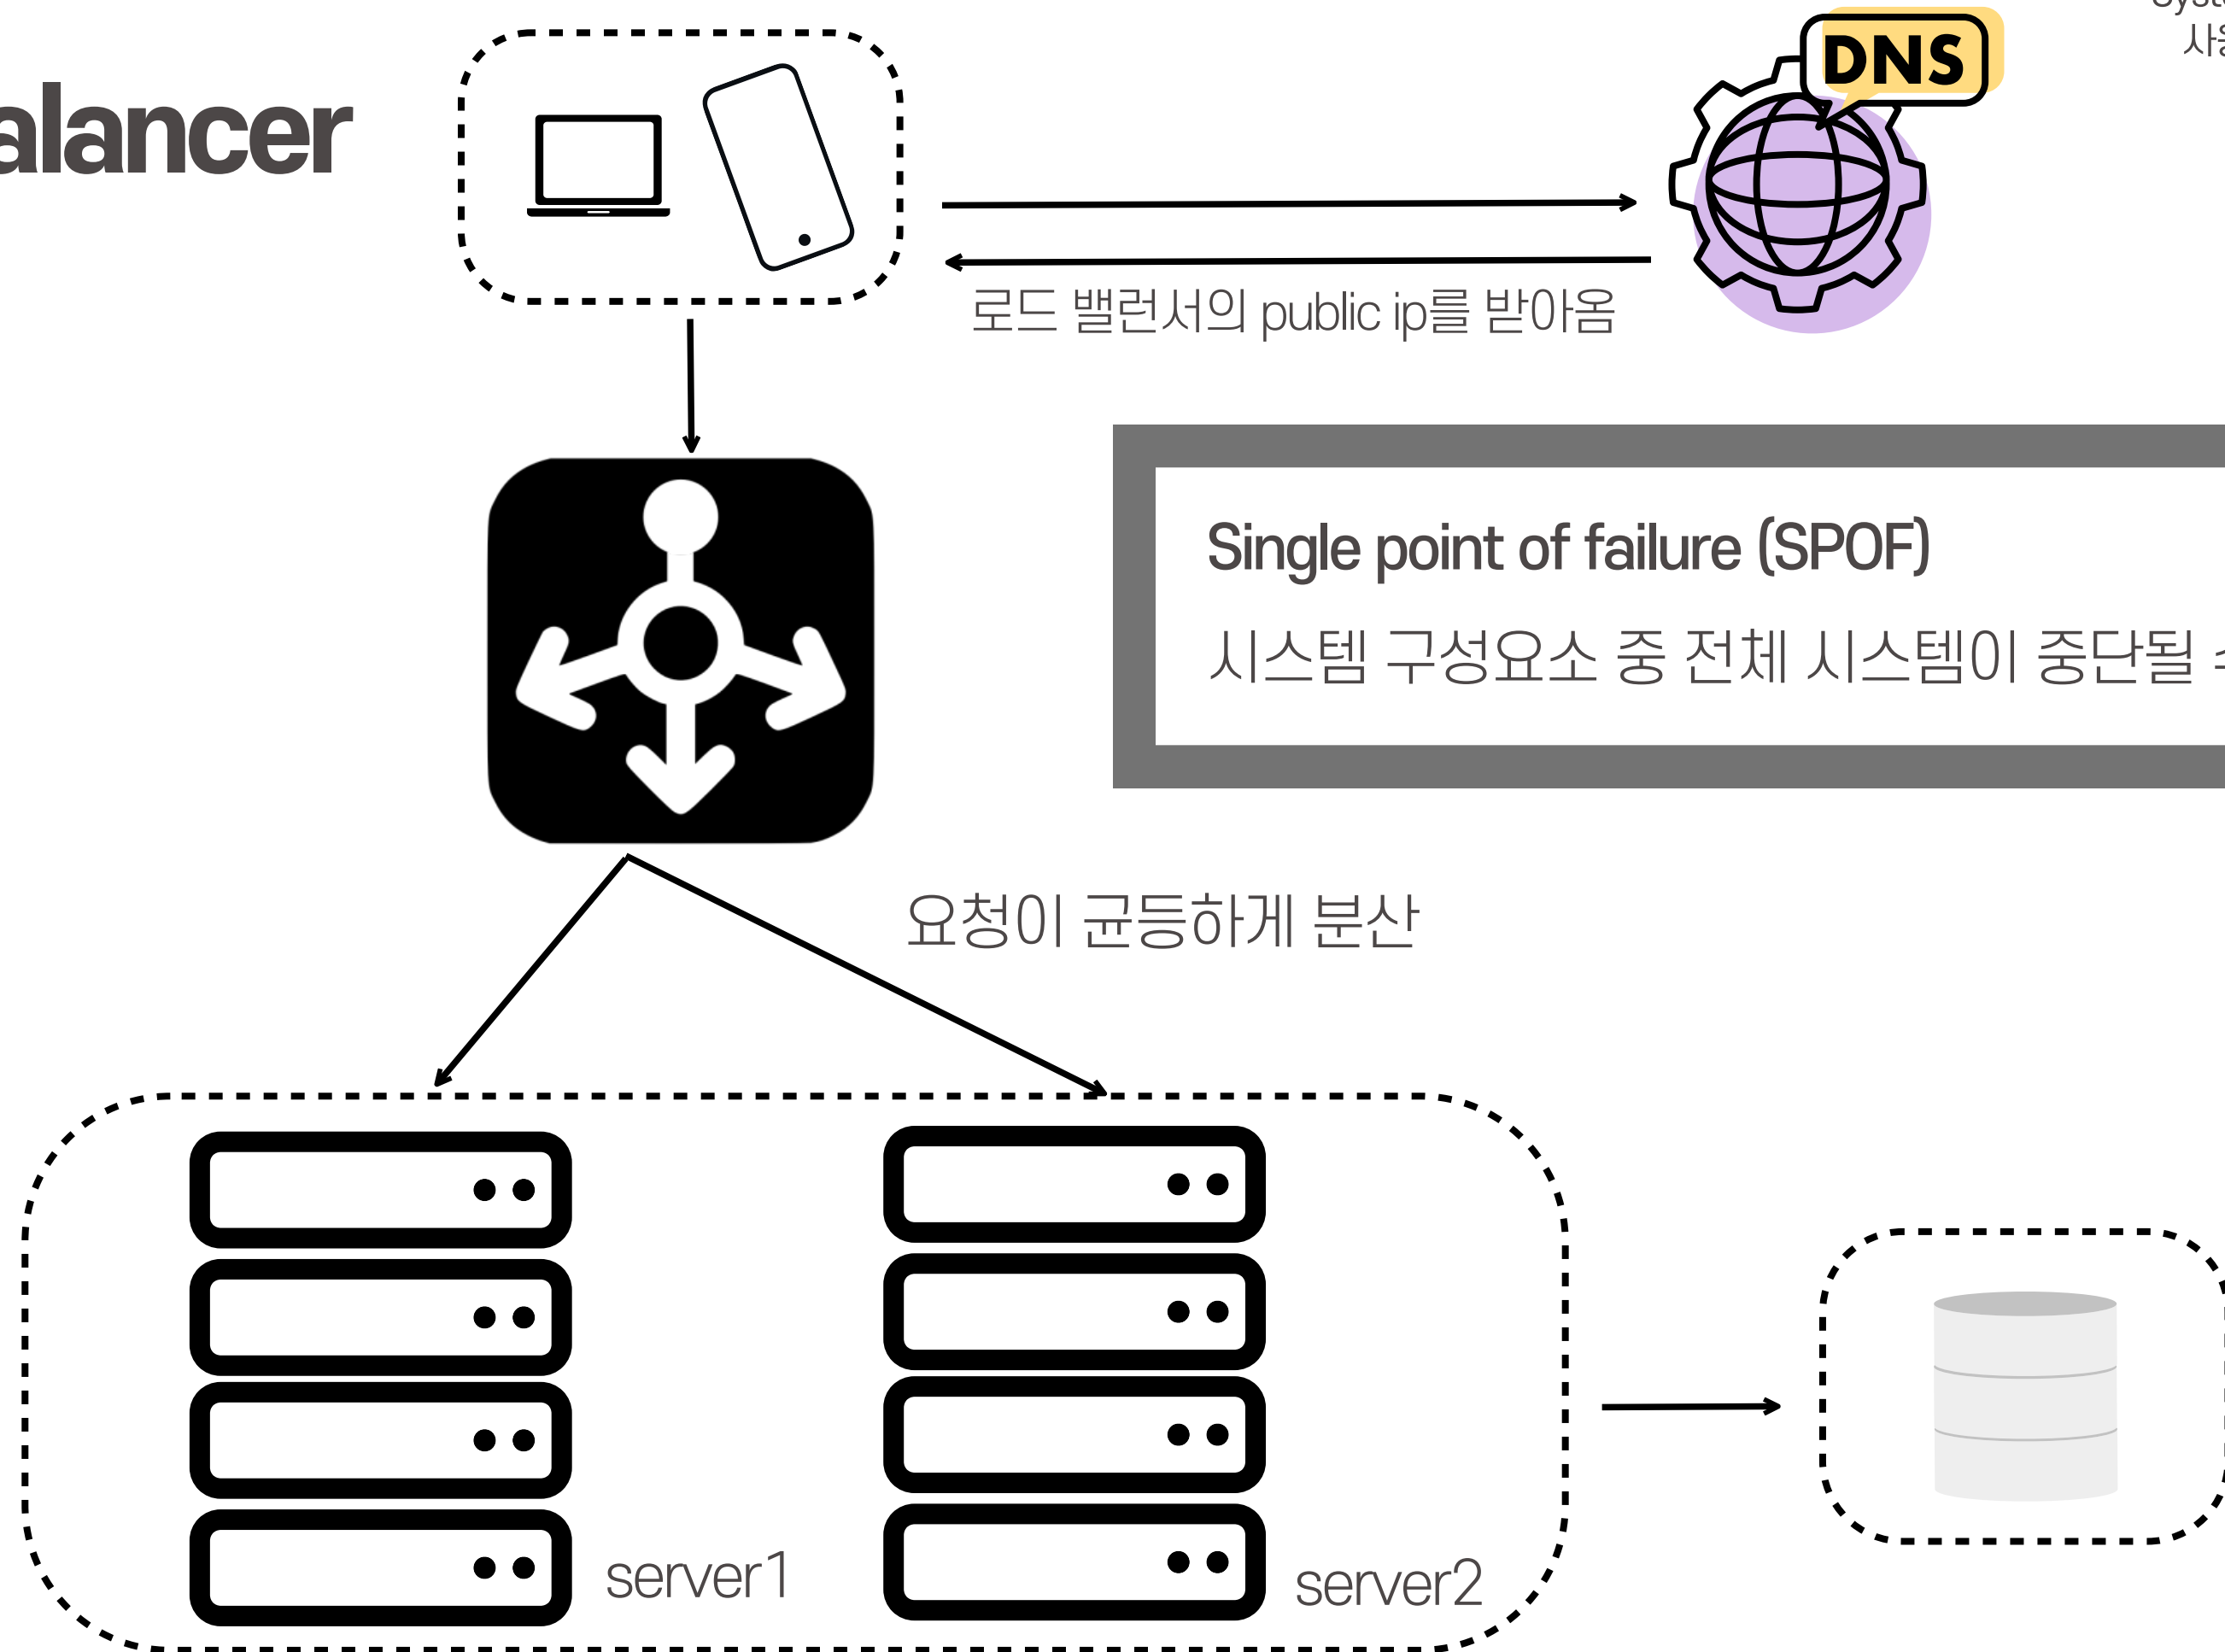 alancer
DNS
로드 밸런서의 public ip를 받아옴
Single point of failure (SPOF)
시스템 구성요소 중 전체 시스템이 중단될
요청이 균등하게 분산
server1
server2